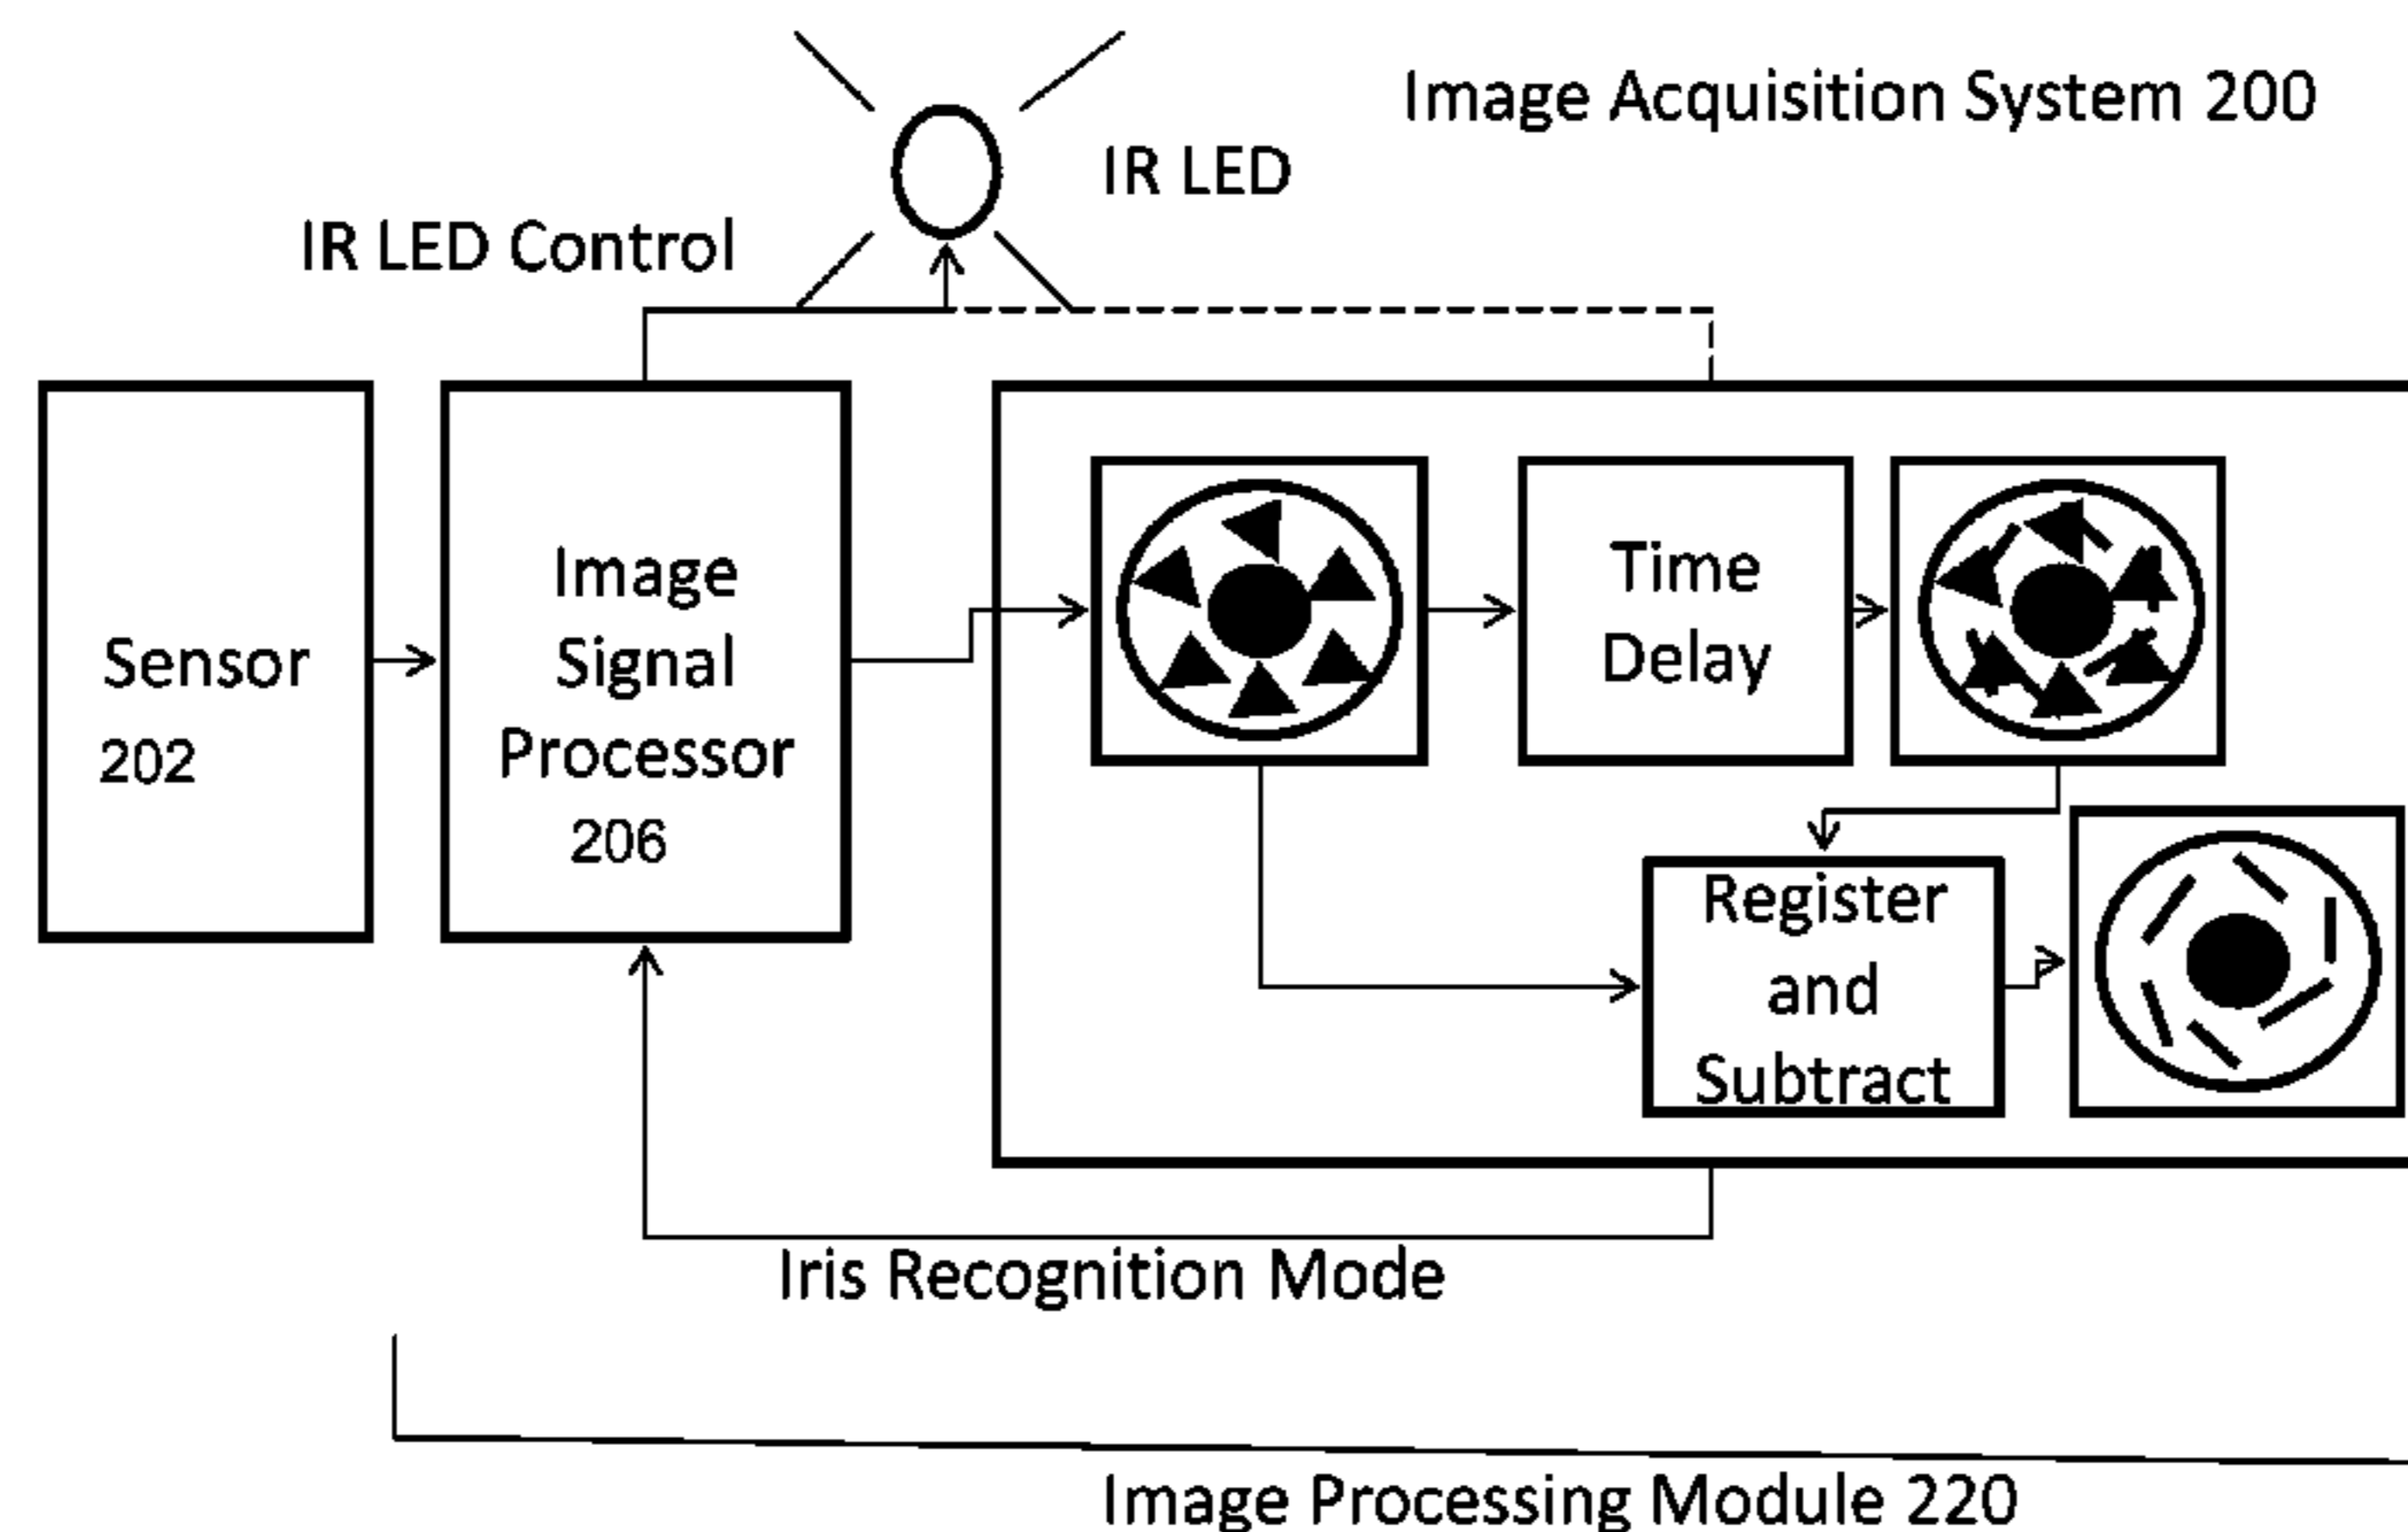 Image Acquisition System 200
IR LED
IR LED Control
Sensor
202
Image
Signal
Processor
206
Time
Delay
Register
and
Subtract
Iris Recognition Mode
Image Processing Module 220